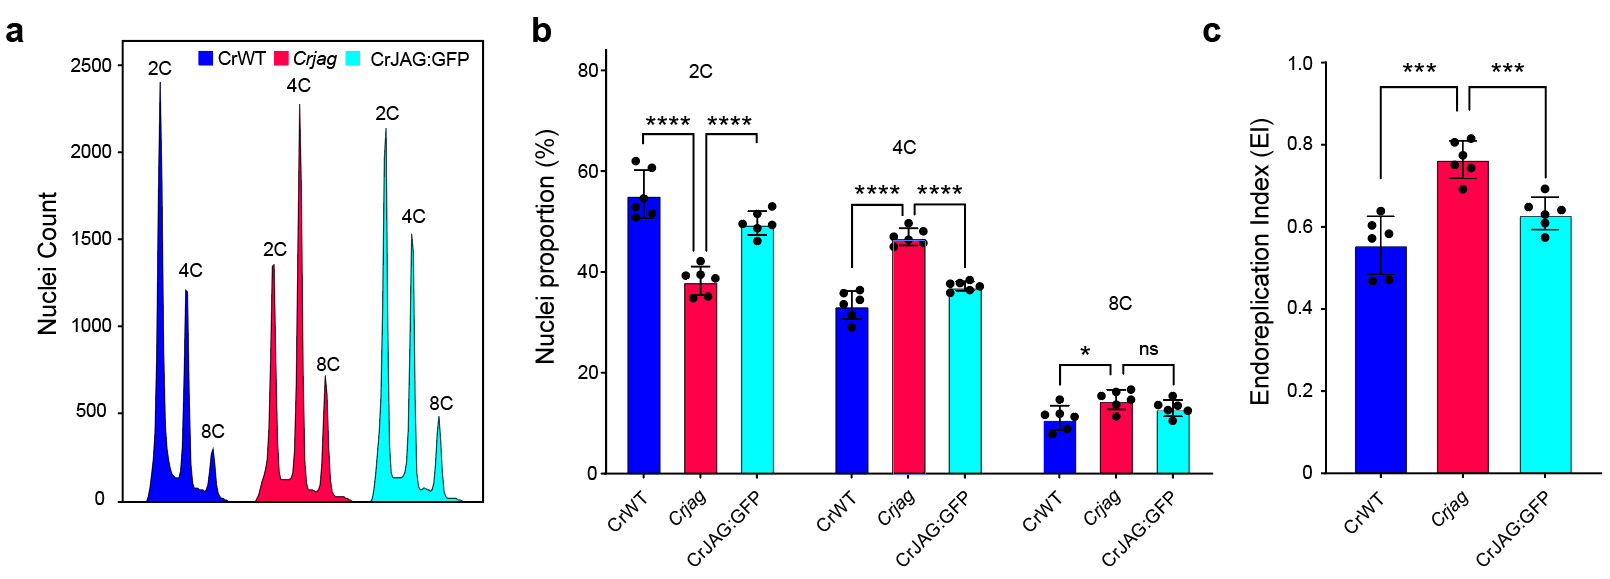 a
b
c
CrWT Crjag CrJAG:GFP
Nuclei Count
2500
2000
1500
1000
500
0
2C
4C
8C
2C
4C
8C
2C
4C
8C
Nuclei proportion (%)
80
60
40
20
0
2C
**** ****
4C
**** ****
8C
* ns
CrWT
Crjag
CrJAG:GFP
CrWT
Crjag
CrJAG:GFP
CrWT
Crjag
CrJAG:GFP
Endoreplication Index (EI)
1.0
0.8
0.6
0.4
0.2
0
*** ***
CrWT
Crjag
CrJAG:GFP